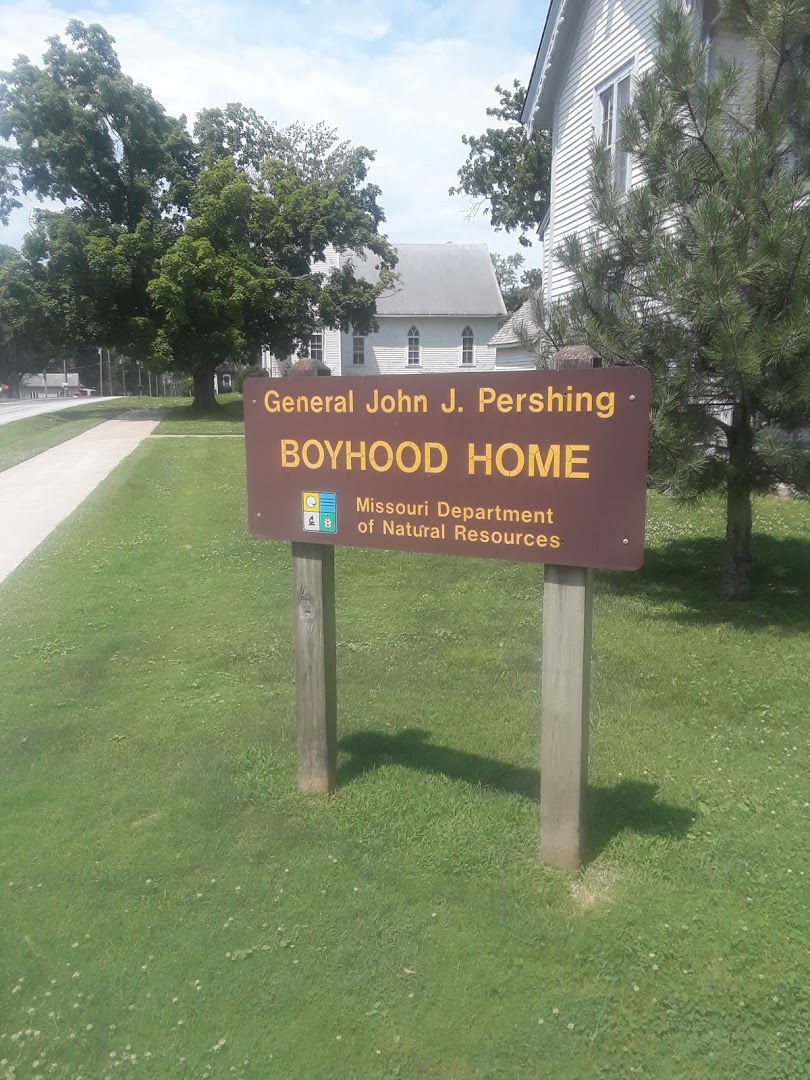 General John J. Pershing
BOYHOOD HOME
Missouri Department
of Natural Resources